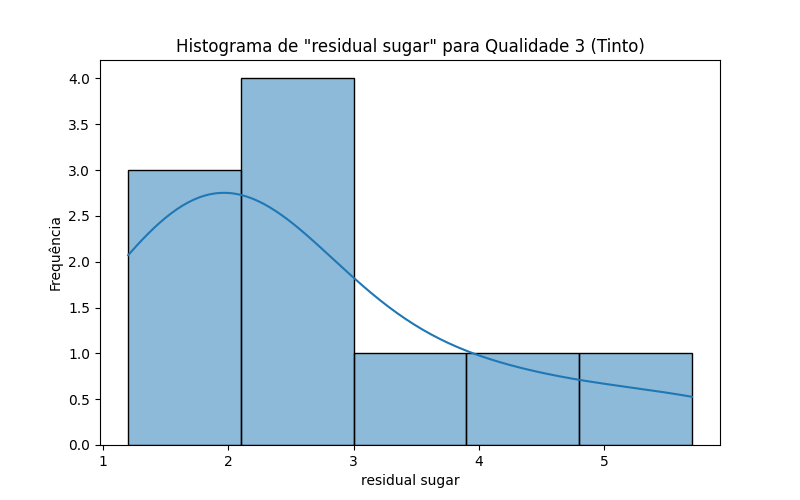 Histograma de "residual sugar" para Qualidade 3 (Tinto)
4.0
3.5
3.0
2.5
2.0
1.5
1.0
0.5
0.0
Frequência
1 2 3 4 5
residual sugar